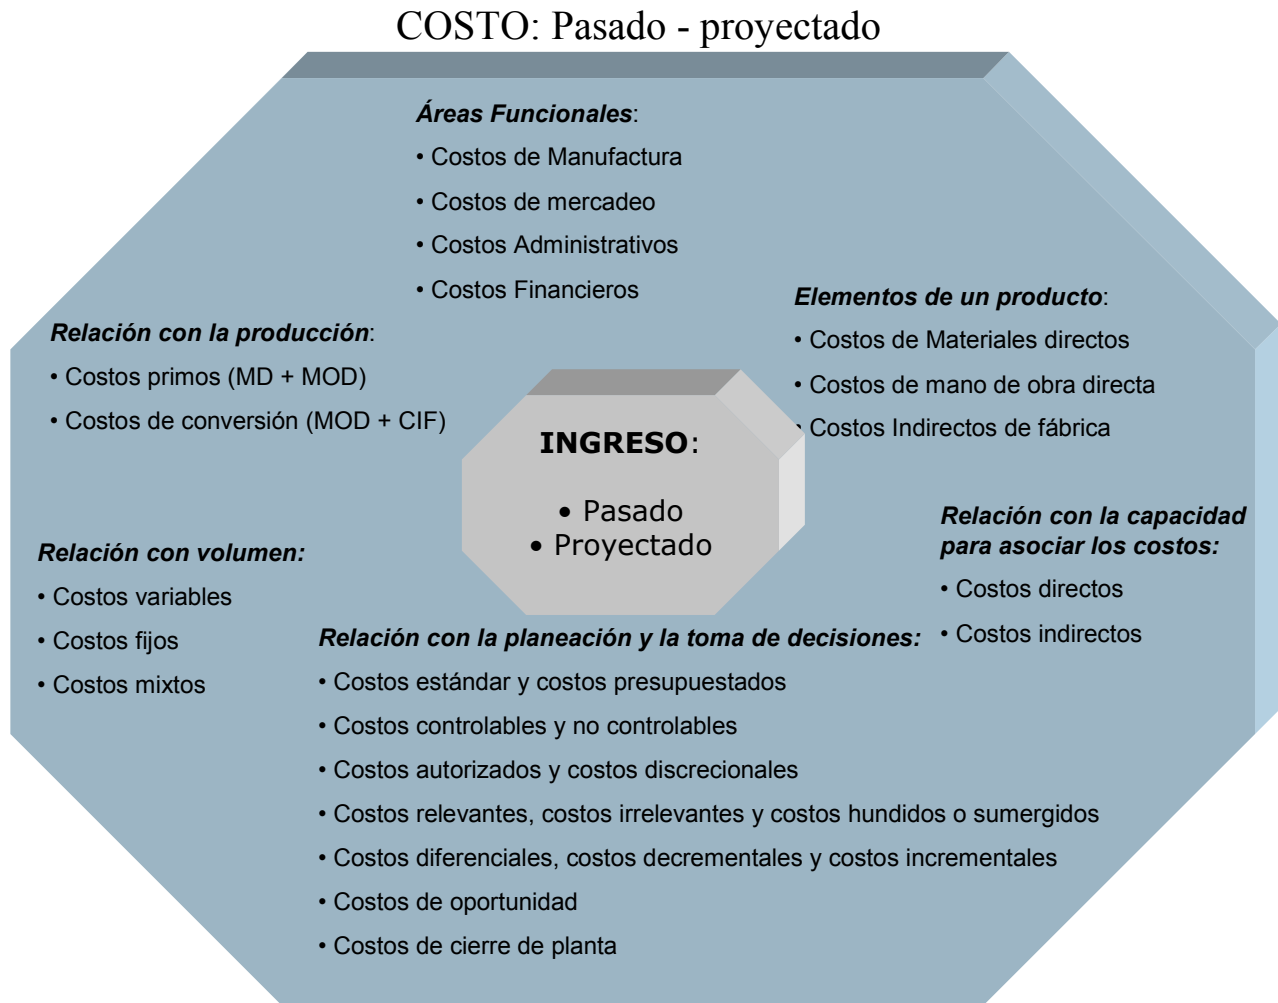 COSTO: Pasado - proyectado
Áreas Funcionales:
• Costos de Manufactura
• Costos de mercadeo
• Costos Administrativos
• Costos Financieros
Elementos de un producto:
• Costos de Materiales directos
• Costos de mano de obra directa
• Costos Indirectos de fábrica
Relación con la producción:
• Costos primos (MD + MOD)
• Costos de conversión (MOD + CIF)
INGRESO:
• Pasado
• Proyectado
Relación con la capacidad
para asociar los costos:
• Costos directos
• Costos indirectos
Relación con volumen:
• Costos variables
• Costos fijos
• Costos mixtos
Relación con la planeación y la toma de decisiones:
• Costos estándar y costos presupuestados
• Costos controlables y no controlables
• Costos autorizados y costos discrecionales
• Costos relevantes, costos irrelevantes y costos hundidos o sumergidos
• Costos diferenciales, costos decrementales y costos incrementales
• Costos de oportunidad
• Costos de cierre de planta